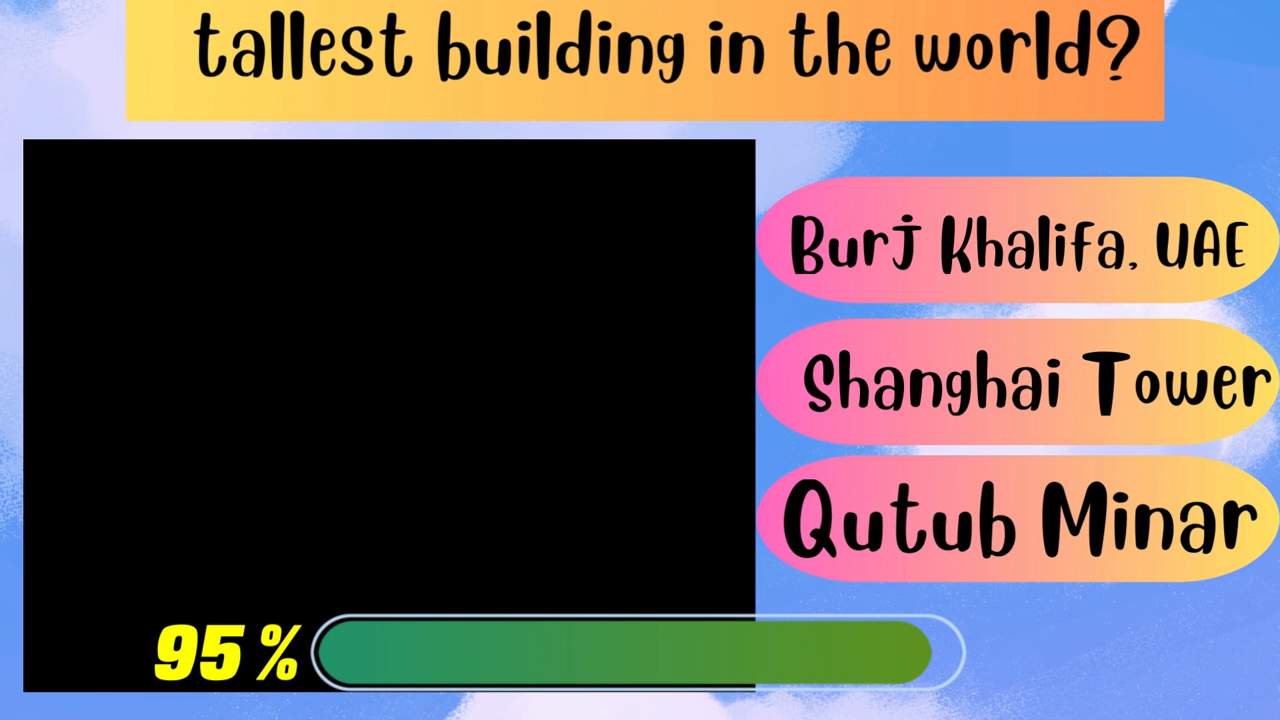 tallest building in the world?
Burj Khalifa, UAE
Shanghai Tower
Qutub Minar
95 %